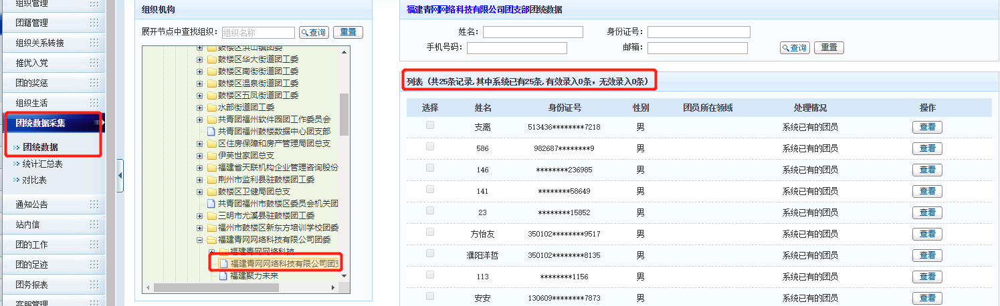 组织管理
团籍管理
组织关系转接
推优入党
团的奖惩
组织生活
团统数据采集
团统数据
统计汇总表
对比表
通知公告
站内信
团的工作
团的足迹
团务报表
客服管理
组织机构
展开节点中查找组织：组织名称 查询 重置
鼓楼区洪山镇团委
鼓楼区华大街道团工委
鼓楼区南街街道团工委
鼓楼区温泉街道团工委
鼓楼区五凤街道团工委
水部街道团工委
共青团福州软件园团工作委员会
共青团福州鼓楼数据中心团支部
区住房保障和房产管理局团总支
伊芙世家团总支
福建省天联机构企业管理咨询股份
荆州市监利县驻鼓楼团工委
鼓楼区卫健局团总支
共青团福州市鼓楼区委员会机关团
三明市尤溪县驻鼓楼团工委
福州市鼓楼区新东方培训学校团委
福建青网网络科技有限公司团委
福建青网网络科技
福建青网网络科技有限公司团支
福建聚力未来
福建青网网络科技有限公司团支部团统数据
姓名： 身份证号：
手机号码： 邮箱： 查询 重置
列表（共25条记录,其中系统已有25条,有效录入0条，无效录入0条）
选择 姓名 身份证号 性别 团员所在领域 处理情况 操作
支离 513436********7218 男 系统已有的团员 查看
586 982687********9 男 系统已有的团员 查看
146 ********236985 男 系统已有的团员 查看
141 ********58649 男 系统已有的团员 查看
23 ********15852 男 系统已有的团员 查看
方怡友 350102********9517 男 系统已有的团员 查看
濮阳洋哲 350102********8135 男 系统已有的团员 查看
113 ********1156 男 系统已有的团员 查看
安安 130609********7873 男 系统已有的团员 查看